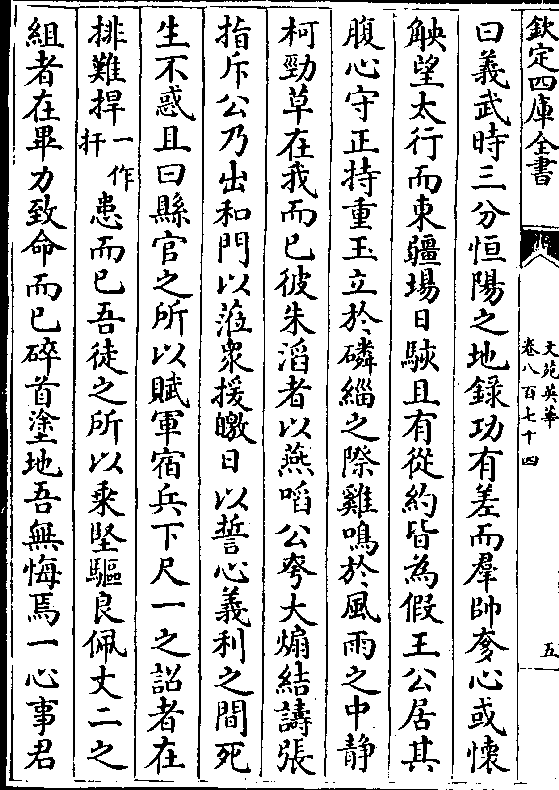 欽定四庫全書
文苑英華
卷八百七十四
五
曰義武時三分恒陽之地錄功有差而羣帥奓心或懷
觖望太行而東疆埸日駭且有從約皆為假王公居其
腹心守正持重玉立於磷緇之際雞鳴於風雨之中静
柯勁草在我而已彼朱滔者以燕啗公奓大煽結譸張
指斥公乃出和門以蒞衆援皦日以誓心義利之間死
生不惑且曰縣官之所以賦軍宿兵下尺一之詔者在
排難捍一作扞患而已吾徒之所以乘堅驅良佩丈二之
組者在畢力致命而已碎首塗地吾無悔焉一心事君